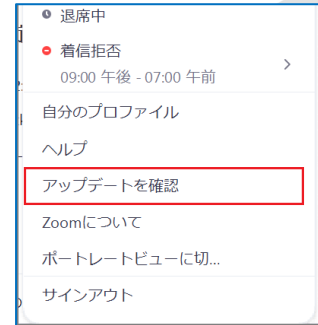 退席中
着信拒否
09:00 午後 - 07:00 午前
自分のプロファイル
ヘルプ
アップデートを確認
Zoomについて
ポートレートビューに切...
サインアウト